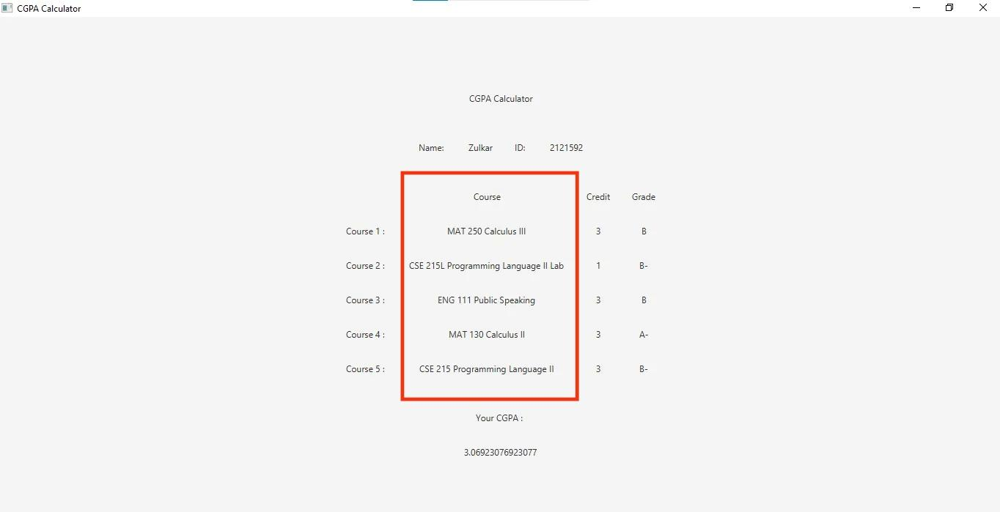 CGPA Calculator
CGPA Calculator
Name: Zulkar ID: 2121592
Course Credit Grade
Course 1 : MAT 250 Calculus III 3 B
Course 2 : CSE 215L Programming Language II Lab 1 B-
Course 3 : ENG 111 Public Speaking 3 B
Course 4 : MAT 130 Calculus II 3 A-
Course 5 : CSE 215 Programming Language II 3 B-
Your CGPA :
3.06923076923077